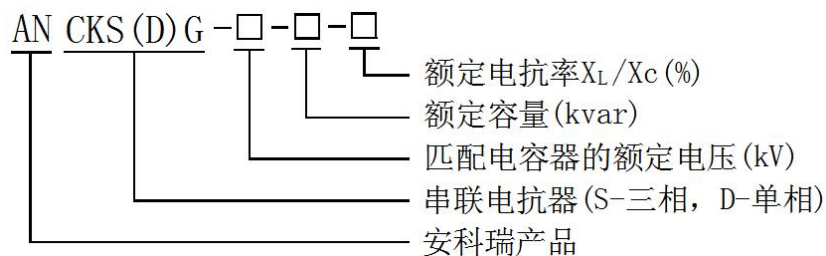 AN CKS(D)G-□-□-□
额定电抗率XL/Xc(%)
额定容量(kvar)
匹配电容器的额定电压(kV)
串联电抗器(S-三相，D-单相)
安科瑞产品